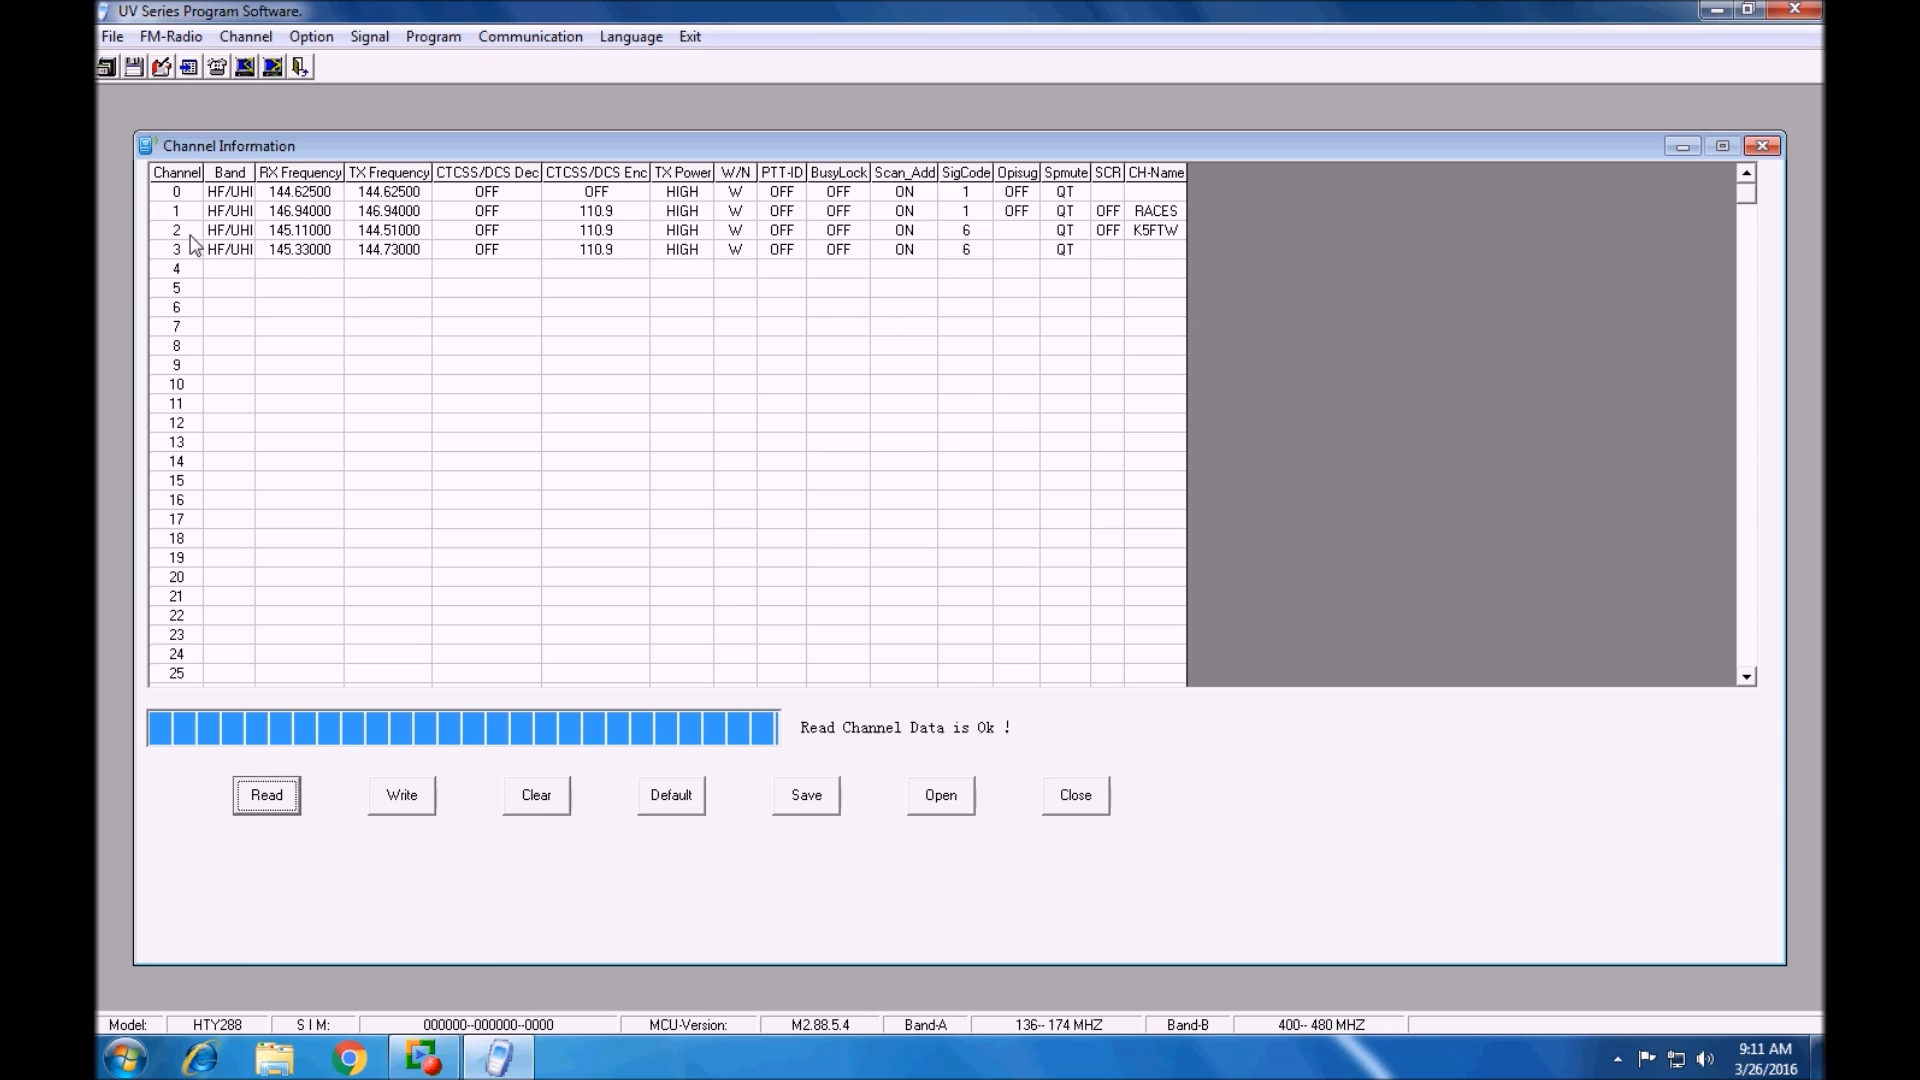 UV Series Program Software.
File FM-Radio Channel Option Signal Program Communication Language Exit
Channel Information
Channel Band RX Frequency TX Frequency CTCSS/DCS Dec CTCSS/DCS Enc TX Power W/N PTT-ID BusyLock Scan_Add SigCode Opisug Spmute SCR CH-Name
0 HF/UHI 144.62500 144.62500 OFF OFF HIGH W OFF OFF ON 1 OFF QT
1 HF/UHI 146.94000 146.94000 OFF 110.9 HIGH W OFF OFF ON 1 OFF QT OFF RACES
2 HF/UHI 145.11000 144.51000 OFF 110.9 HIGH W OFF OFF ON 6 QT OFF K5FTW
3 HF/UHI 145.33000 144.73000 OFF 110.9 HIGH W OFF OFF ON 6 QT
4
5
6
7
8
9
10
11
12
13
14
15
16
17
18
19
20
21
22
23
24
25
Read Channel Data is Ok !
Read Write Clear Default Save Open Close
Model: HTY288 S I M: 000000--000000--0000 MCU-Version: M2.88.5.4 Band-A 136-- 174 MHZ Band-B 400-- 480 MHZ
9:11 AM
3/26/2016